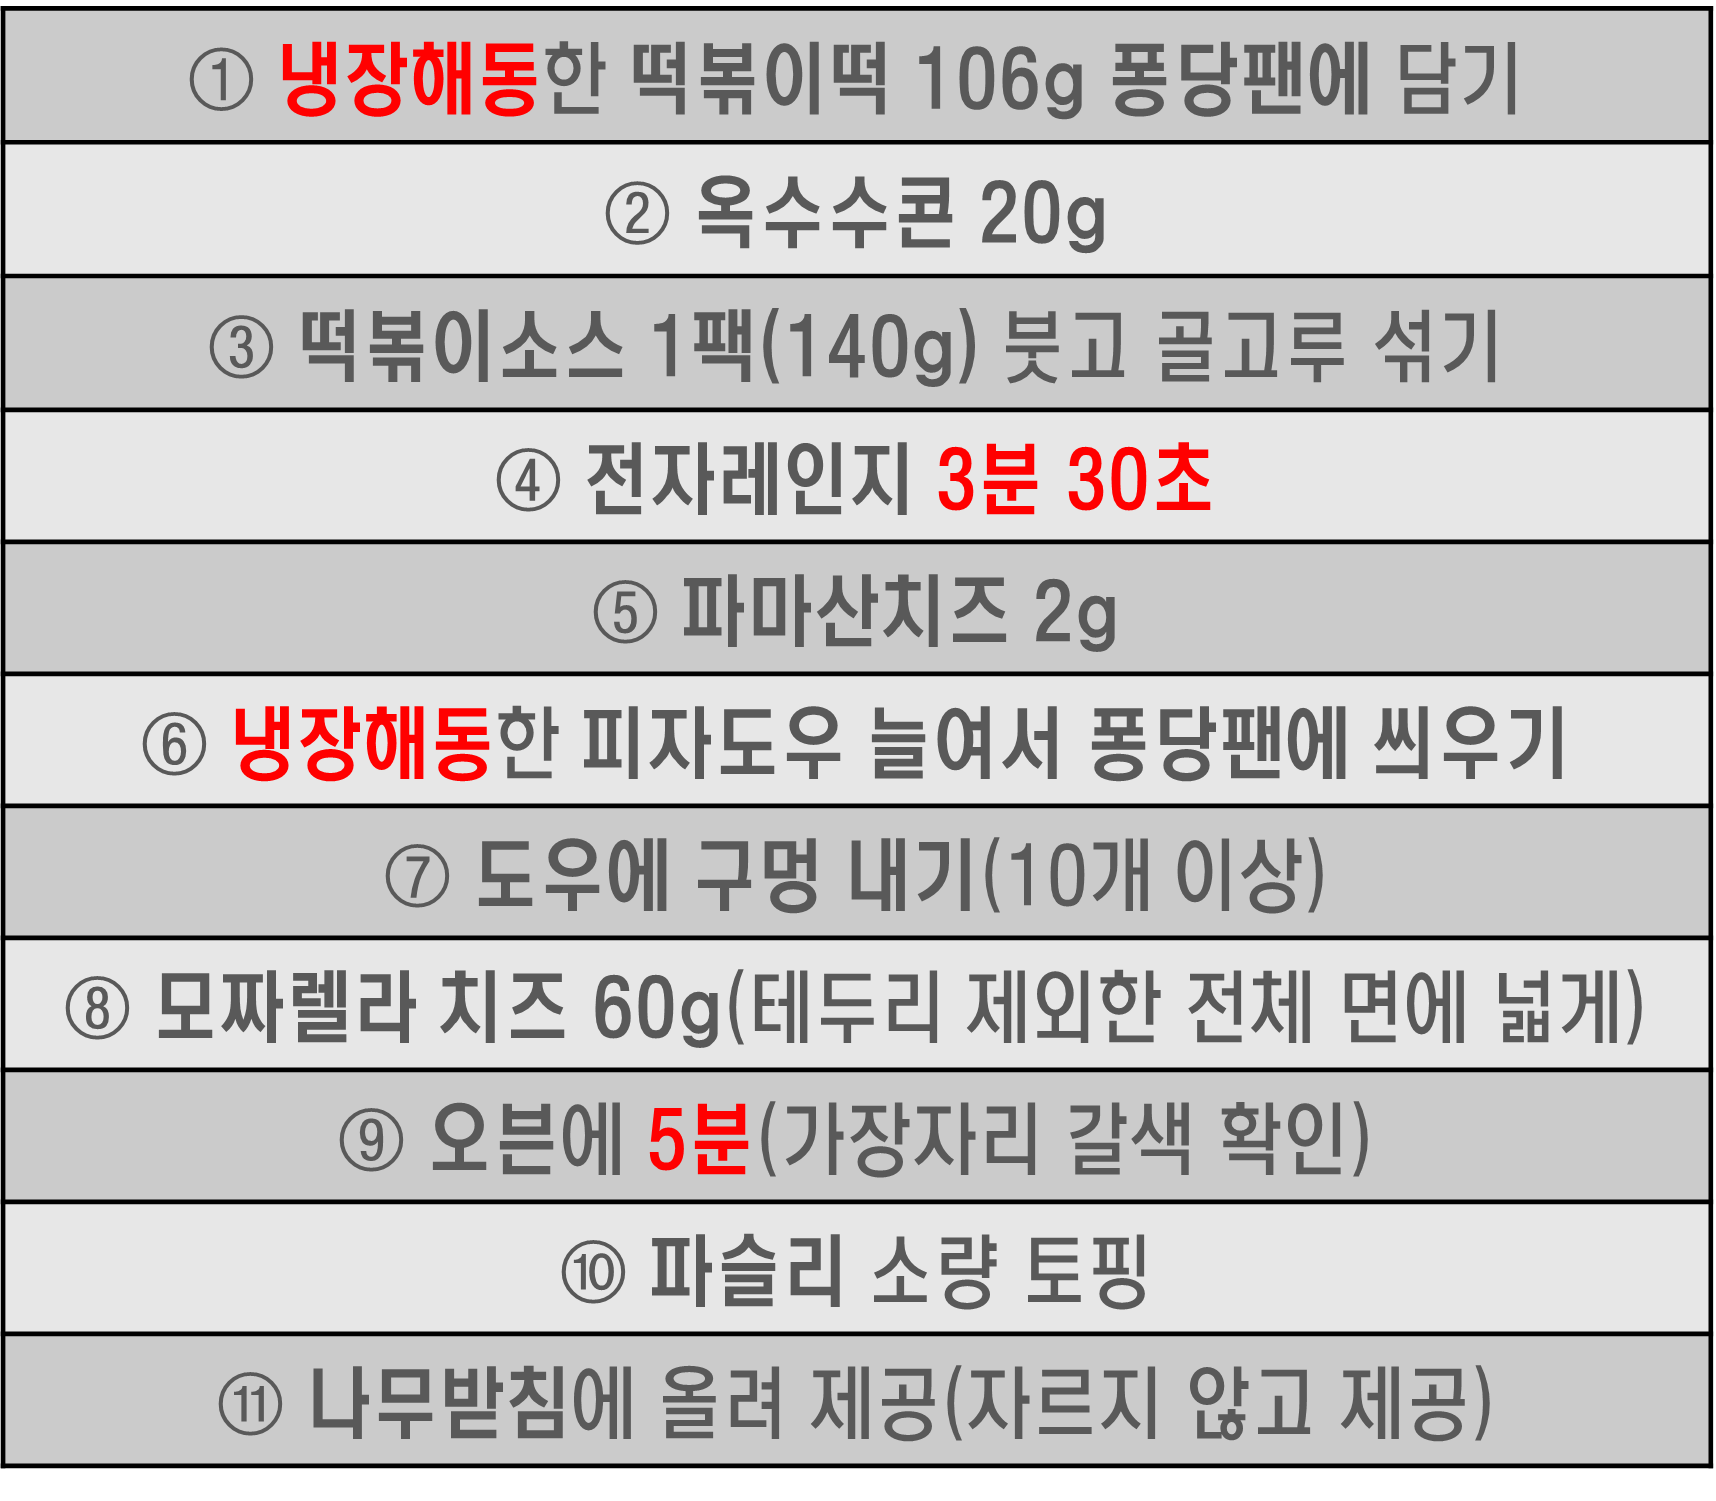 ① 냉장해동한 떡볶이떡 106g 퐁당팬에 담기
② 옥수수콘 20g
③ 떡볶이소스 1팩(140g) 붓고 골고루 섞기
④ 전자레인지 3분 30초
⑤ 파마산치즈 2g
⑥ 냉장해동한 피자도우 늘여서 퐁당팬에 씌우기
⑦ 도우에 구멍 내기(10개 이상)
⑧ 모짜렐라 치즈 60g(테두리 제외한 전체 면에 넓게)
⑨ 오븐에 5분(가장자리 갈색 확인)
⑩ 파슬리 소량 토핑
⑪ 나무받침에 올려 제공(자르지 않고 제공)